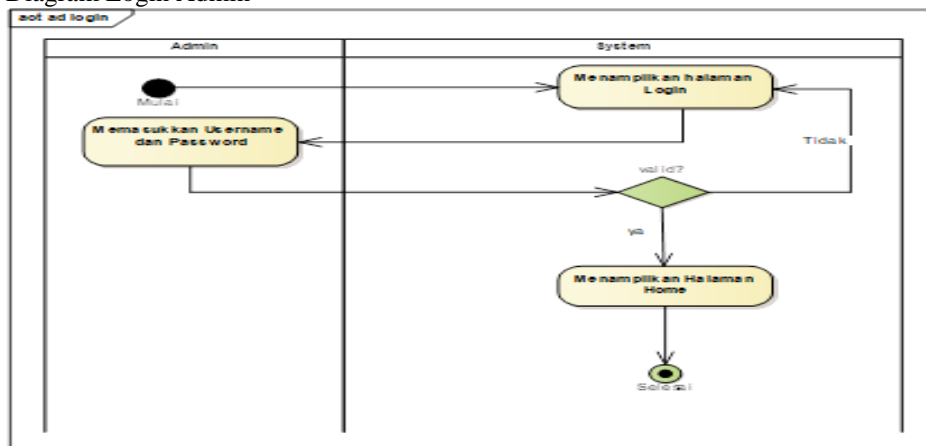 Diagram Login Admin
act ad login
Admin
System
Menampilkan halaman
Login
Mulai
Memasukkan Username
dan Password
Tidak
valid?
ya
Menampilkan Halaman
Home
Selesai